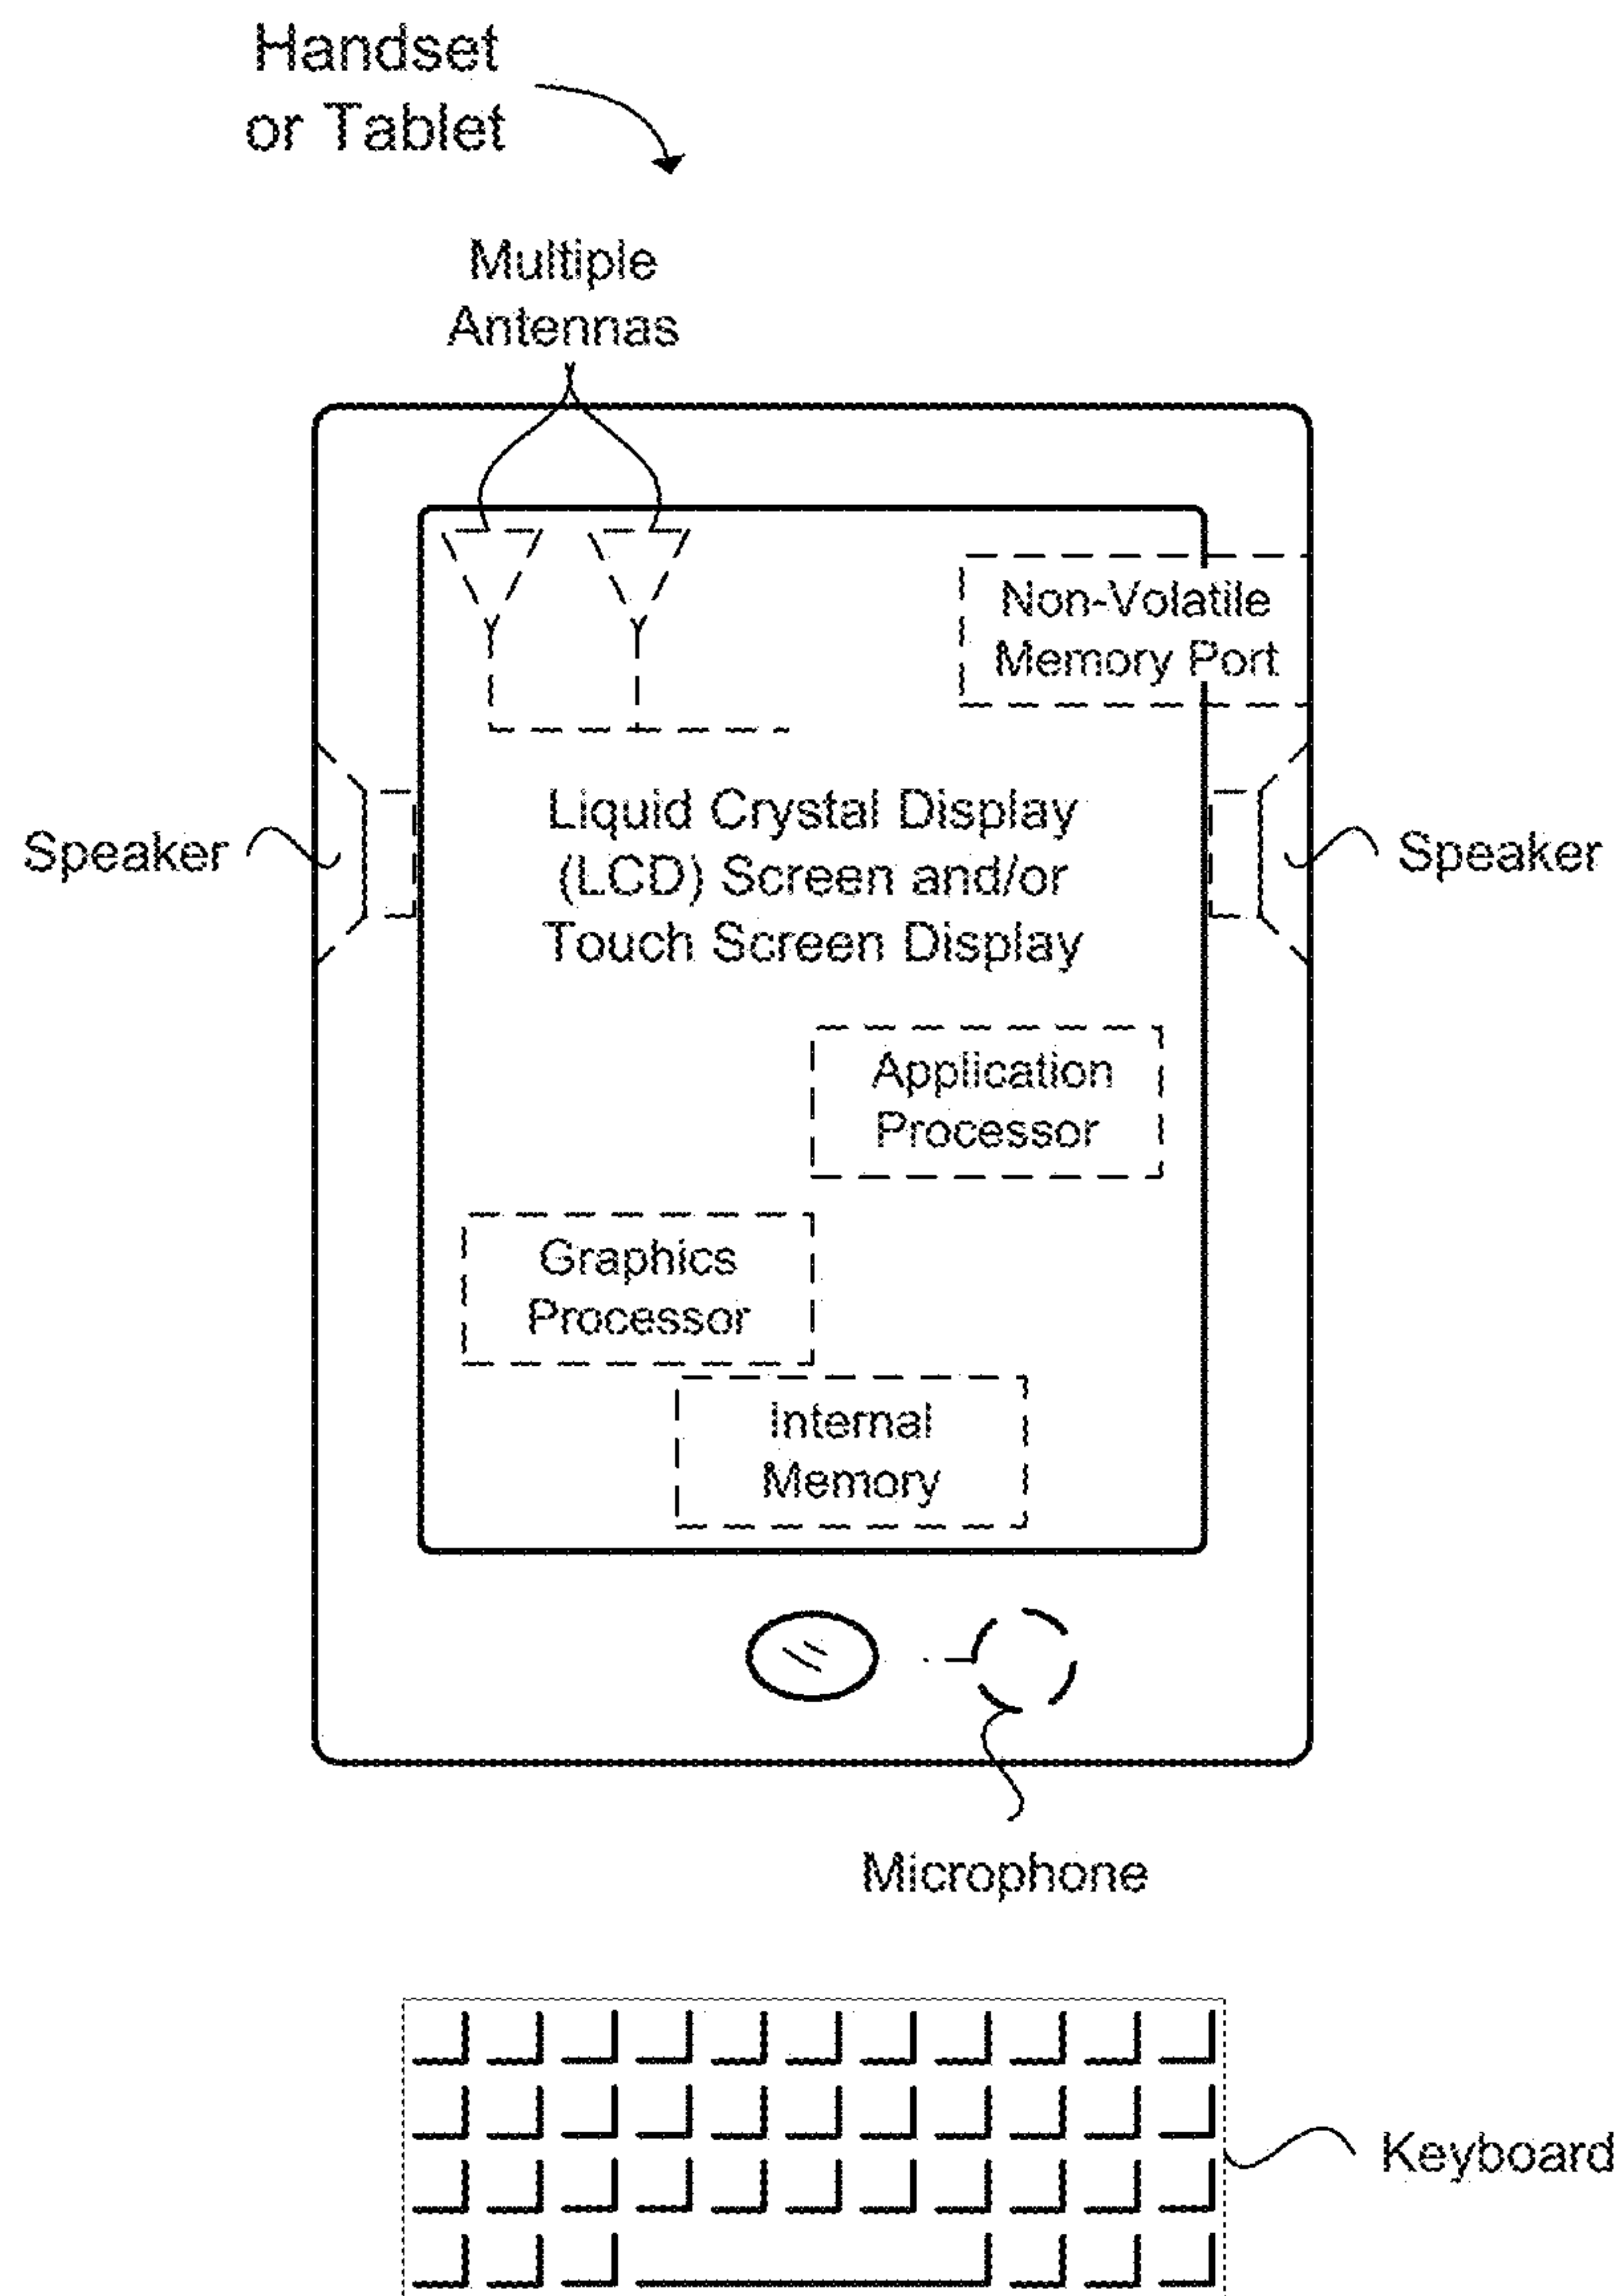 Handset
or Tablet
Multiple
Antennas
Non-Volatile
Memory Port
Speaker
Liquid Crystal Display
(LCD) Screen and/or
Touch Screen Display
Speaker
Application
Processor
Graphics
Processor
Internal
Memory
Microphone
Keyboard